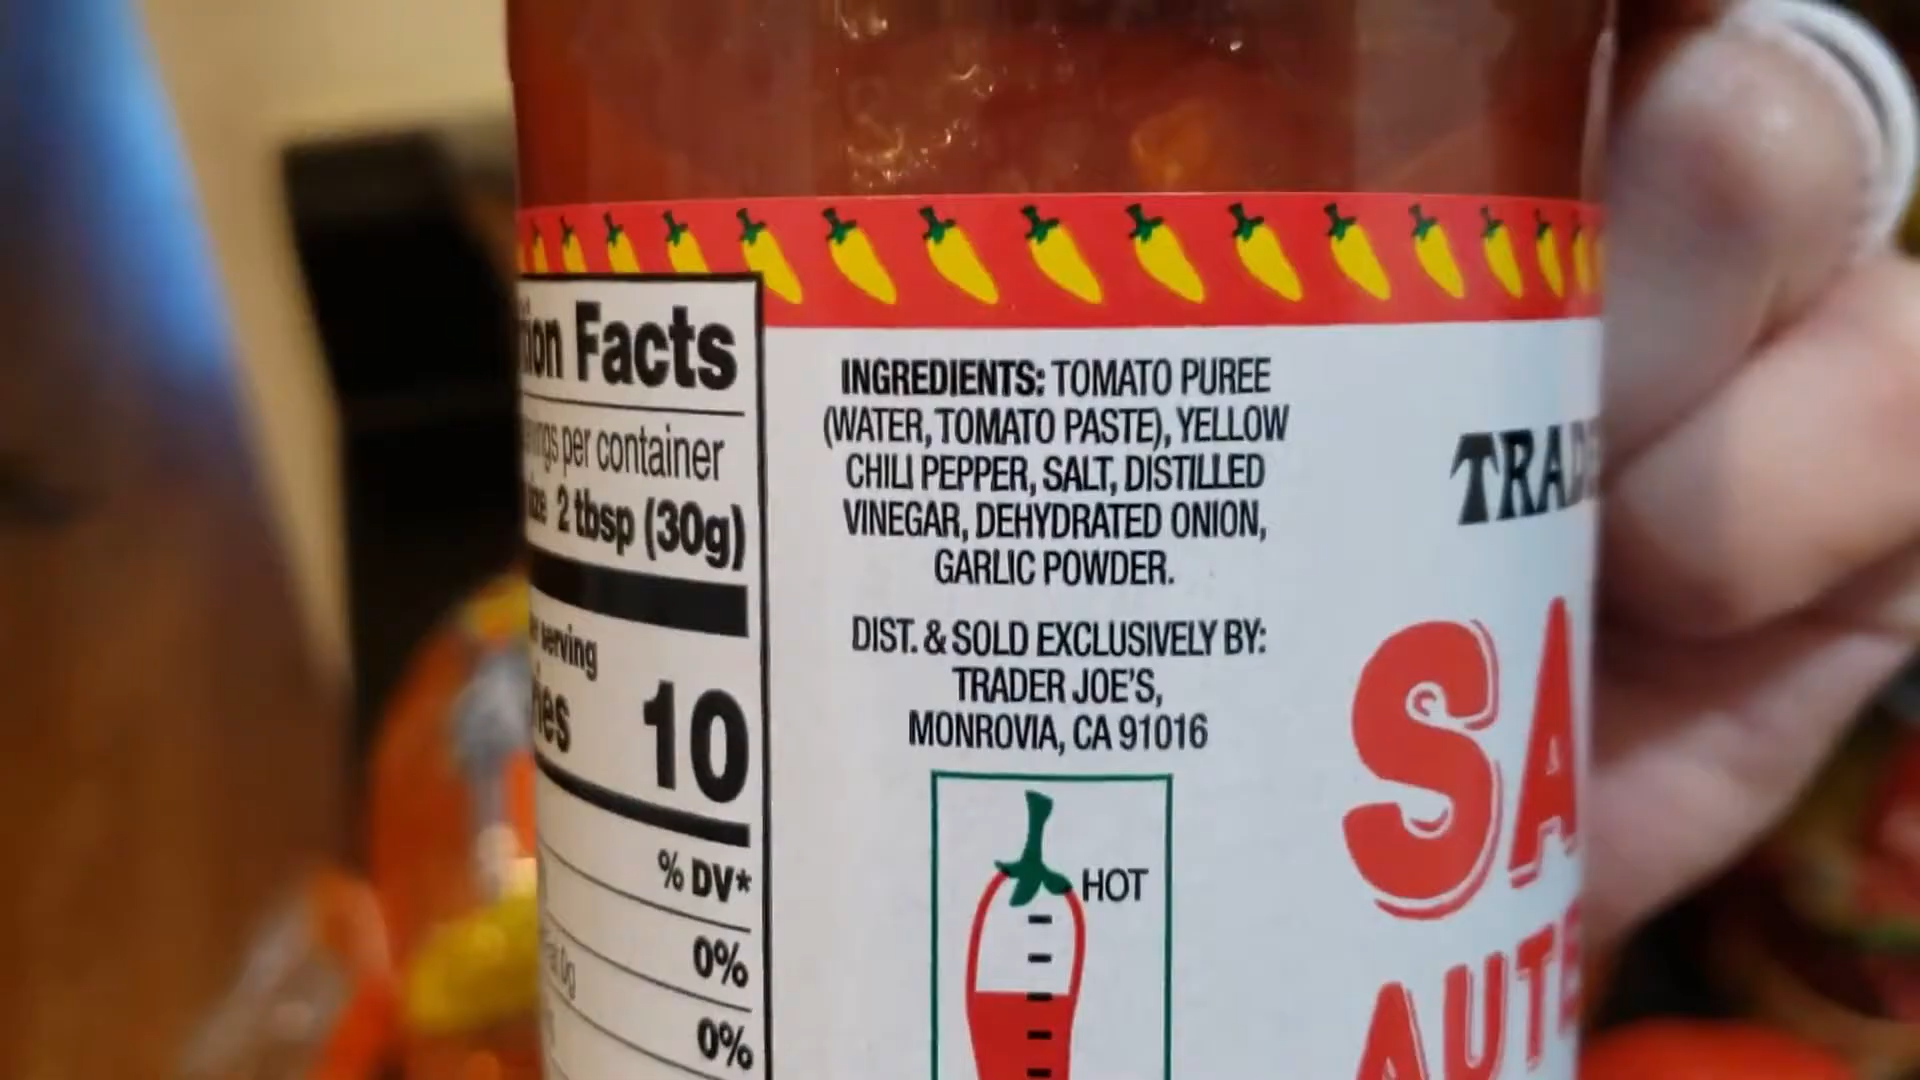 Facts
per container
2 tbsp (30g)
serving
10
% DV*
0%
0g
0%
INGREDIENTS: TOMATO PUREE
(WATER, TOMATO PASTE), YELLOW
CHILI PEPPER, SALT, DISTILLED
VINEGAR, DEHYDRATED ONION,
GARLIC POWDER.
DIST. & SOLD EXCLUSIVELY BY:
TRADER JOE'S,
MONROVIA, CA 91016
HOT
TRAD
SA
AUTE